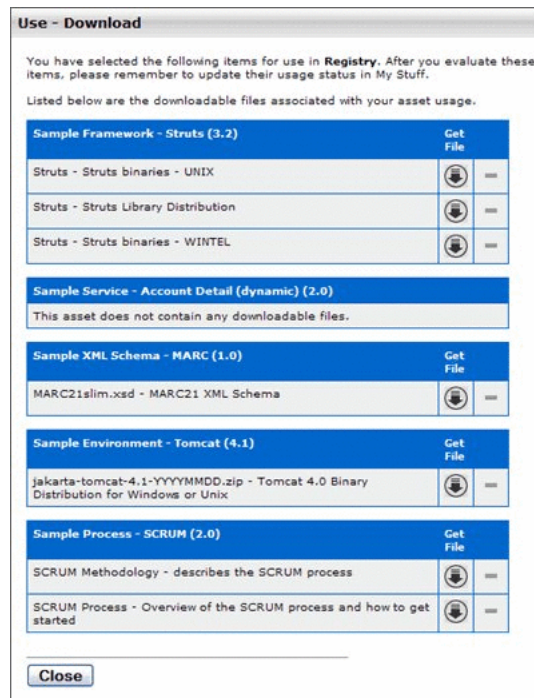 Use - Download
You have selected the following items for use in Registry. After you evaluate these
items, please remember to update their usage status in My Stuff.
Listed below are the downloadable files associated with your asset usage.
Sample Framework - Struts (3.2)
Get
File
Struts - Struts binaries - UNIX
Struts - Struts Library Distribution
Struts - Struts binaries - WINTEL
Sample Service - Account Detail (dynamic) (2.0)
This asset does not contain any downloadable files.
Sample XML Schema - MARC (1.0)
Get
File
MARC21slim.xsd - MARC21 XML Schema
Sample Environment - Tomcat (4.1)
Get
File
jakarta-tomcat-4.1-YYYYMMDD.zip - Tomcat 4.0 Binary
Distribution for Windows or Unix
Sample Process - SCRUM (2.0)
Get
File
SCRUM Methodology - describes the SCRUM process
SCRUM Process - Overview of the SCRUM process and how to get
started
Close